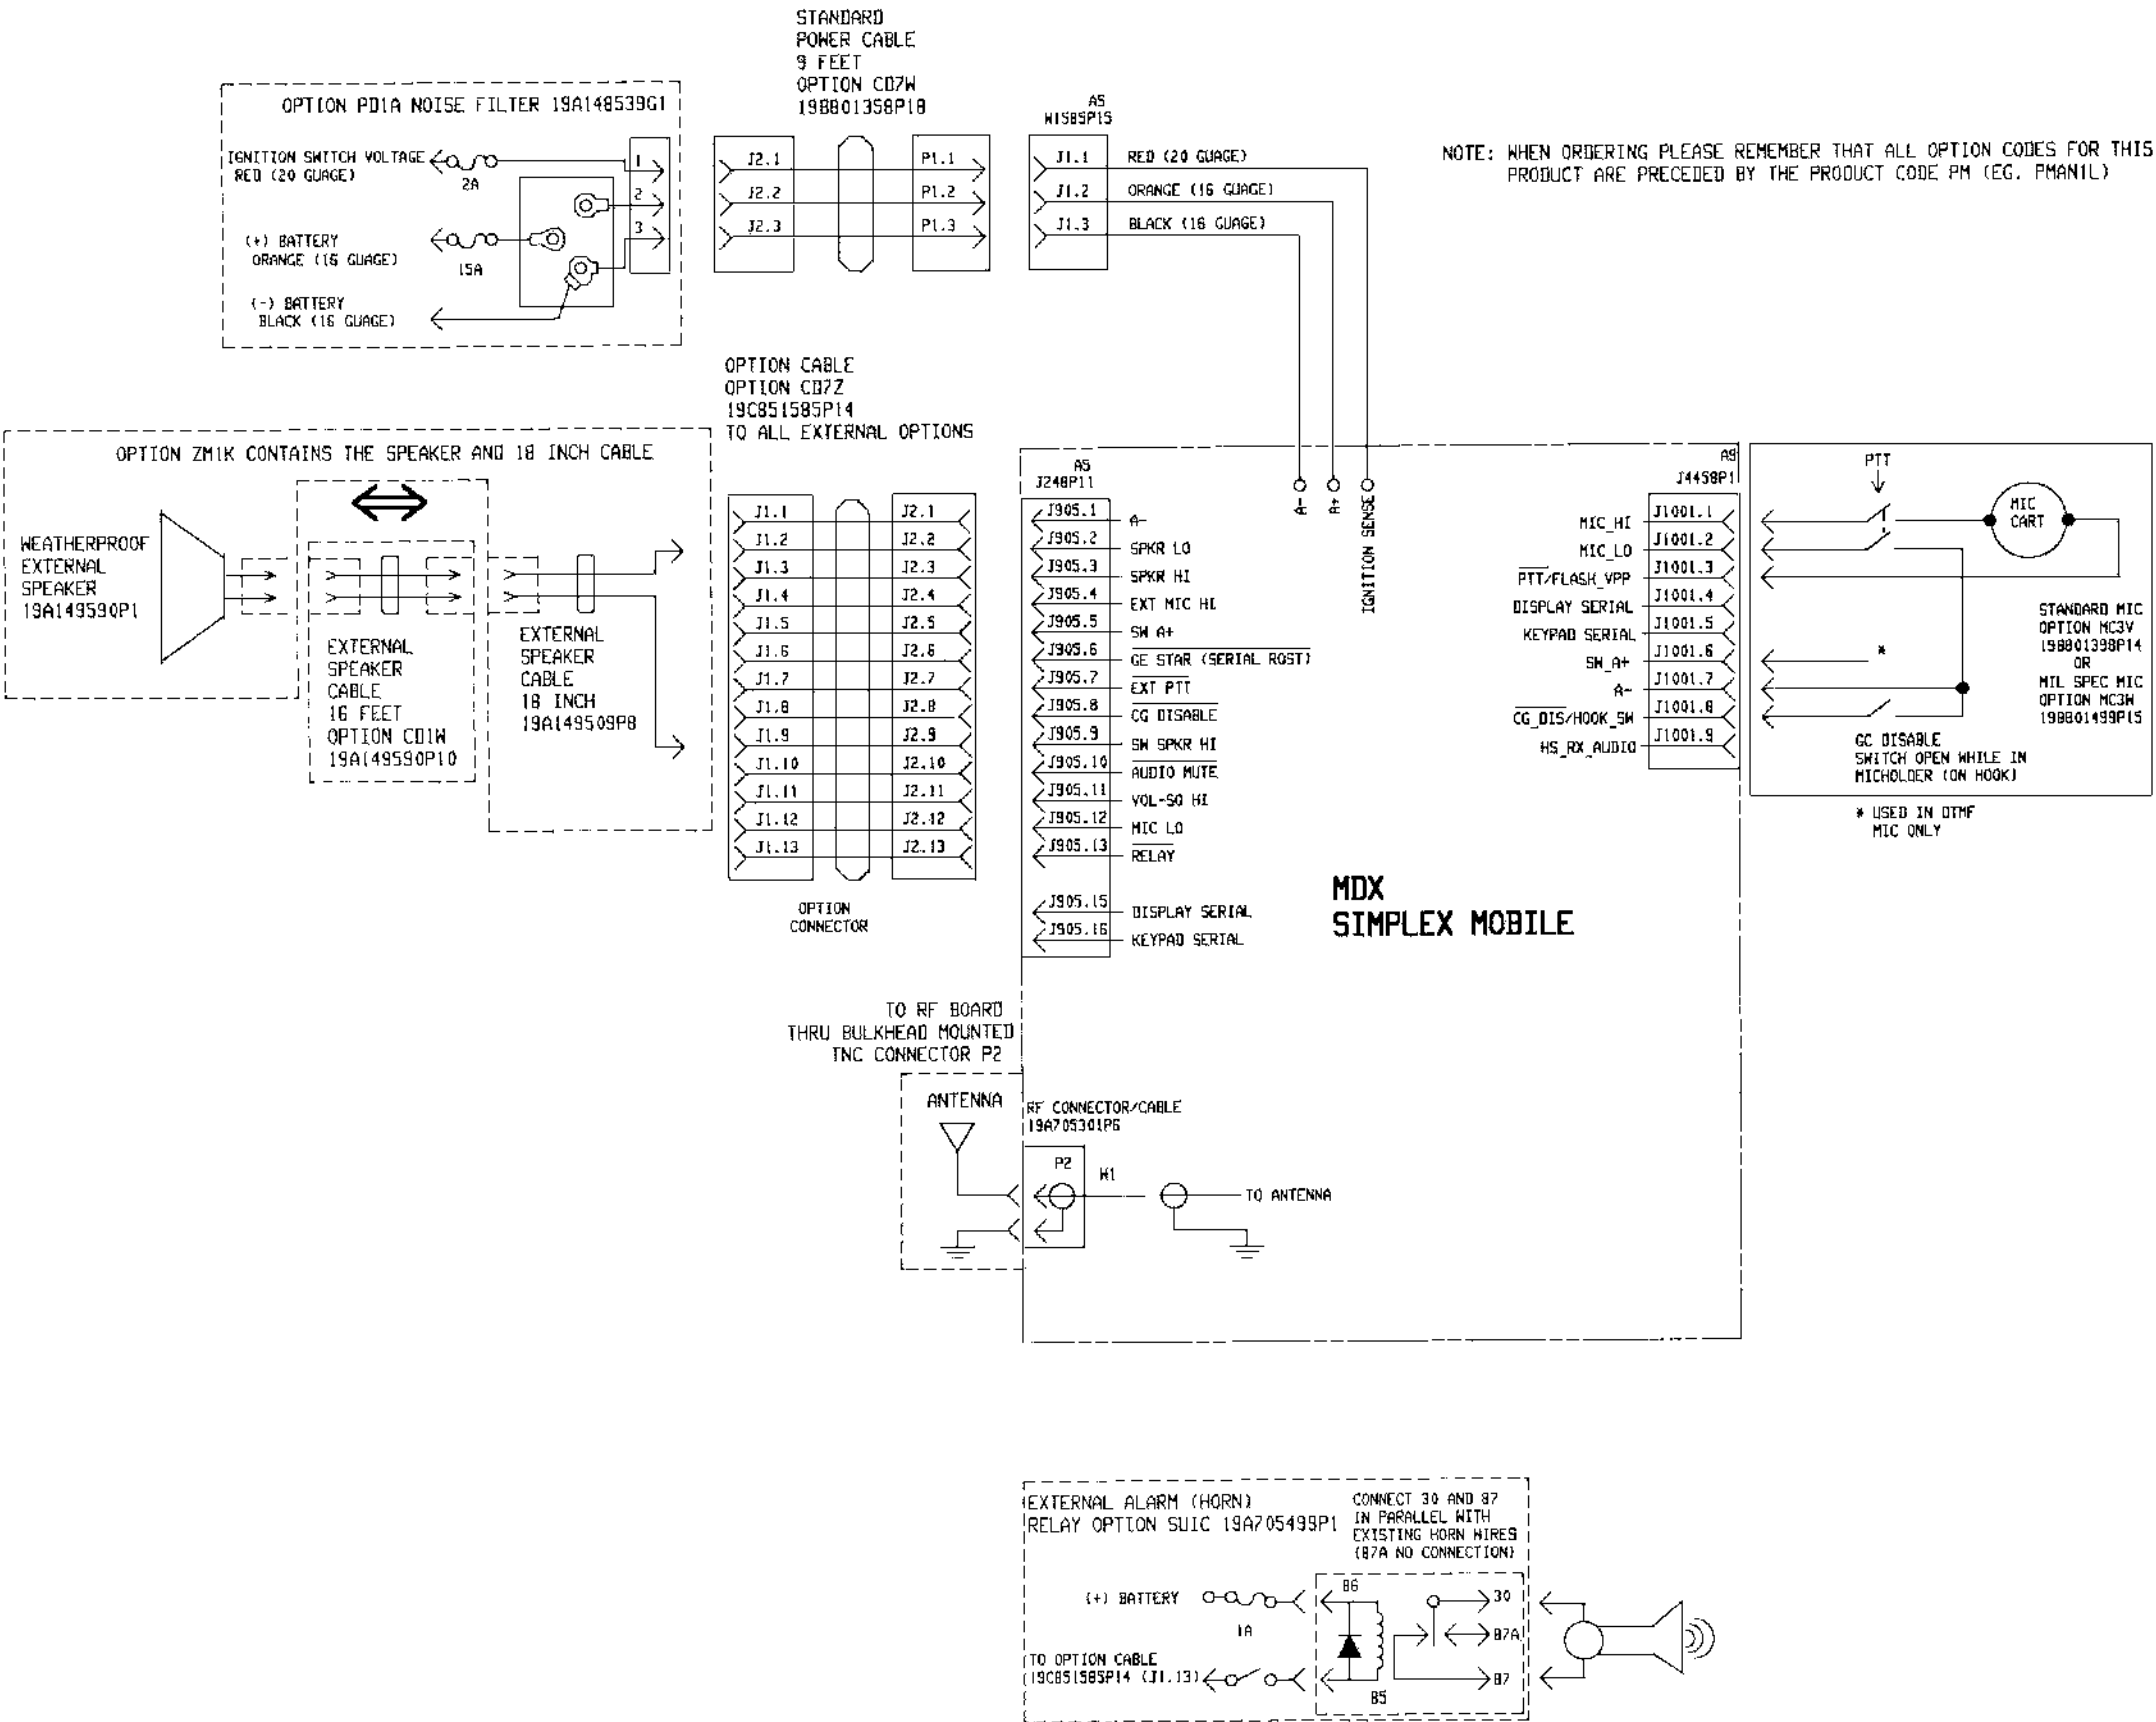 STANDARD
POWER CABLE
9 FEET
OPTION CD7W
19B801358P18
OPTION PD1A NOISE FILTER 19A148539G1
IGNITION SWITCH VOLTAGE
RED (20 GUAGE)
2A
(+) BATTERY
ORANGE (16 GUAGE)
15A
(-) BATTERY
BLACK (16 GUAGE)
1
2
3
J2.1
J2.2
J2.3
P1.1
P1.2
P1.3
A5
W1585P15
J1.1
J1.2
J1.3
RED (20 GUAGE)
ORANGE (16 GUAGE)
BLACK (16 GUAGE)
NOTE: WHEN ORDERING PLEASE REMEMBER THAT ALL OPTION CODES FOR THIS
PRODUCT ARE PRECEDED BY THE PRODUCT CODE PM (EG. PMAN1L)
OPTION CABLE
OPTION CD7Z
19C851585P14
TO ALL EXTERNAL OPTIONS
OPTION ZM1K CONTAINS THE SPEAKER AND 18 INCH CABLE
WEATHERPROOF
EXTERNAL
SPEAKER
19A149590P1
EXTERNAL
SPEAKER
CABLE
16 FEET
OPTION CD1W
19A149590P10
EXTERNAL
SPEAKER
CABLE
18 INCH
19A149509P8
J1.1
J1.2
J1.3
J1.4
J1.5
J1.6
J1.7
J1.8
J1.9
J1.10
J1.11
J1.12
J1.13
J2.1
J2.2
J2.3
J2.4
J2.5
J2.6
J2.7
J2.8
J2.9
J2.10
J2.11
J2.12
J2.13
OPTION
CONNECTOR
A5
J248P11
J905.1 A-
J905.2 SPKR LO
J905.3 SPKR HI
J905.4 EXT MIC HI
J905.5 SW A+
J905.6 GE STAR (SERIAL RQST)
J905.7 EXT PTT
J905.8 CG DISABLE
J905.9 SW SPKR HI
J905.10 AUDIO MUTE
J905.11 VOL-SQ HI
J905.12 MIC LO
J905.13 RELAY
J905.15 DISPLAY SERIAL
J905.16 KEYPAD SERIAL
A-
A+
IGNITION SENSE
MDX
SIMPLEX MOBILE
A9
J4458P1
MIC_HI J1001.1
MIC_LO J1001.2
PTT/FLASH_VPP J1001.3
DISPLAY SERIAL J1001.4
KEYPAD SERIAL J1001.5
SW_A+ J1001.6
A- J1001.7
CG_DIS/HOOK_SW J1001.8
HS_RX_AUDIO J1001.9
PTT
MIC
CART
*
STANDARD MIC
OPTION MC3V
19B801398P14
OR
MIL SPEC MIC
OPTION MC3W
19B801499P15
GC DISABLE
SWITCH OPEN WHILE IN
MICHOLDER (ON HOOK)
* USED IN DTMF
MIC ONLY
TO RF BOARD
THRU BULKHEAD MOUNTED
TNC CONNECTOR P2
ANTENNA
RF CONNECTOR/CABLE
19A705301P6
P2
W1
TO ANTENNA
EXTERNAL ALARM (HORN)
RELAY OPTION SUIC 19A705499P1
CONNECT 30 AND 87
IN PARALLEL WITH
EXISTING HORN WIRES
(87A NO CONNECTION)
(+) BATTERY
1A
TO OPTION CABLE
19C851585P14 (J1.13)
86
85
30
87A
87